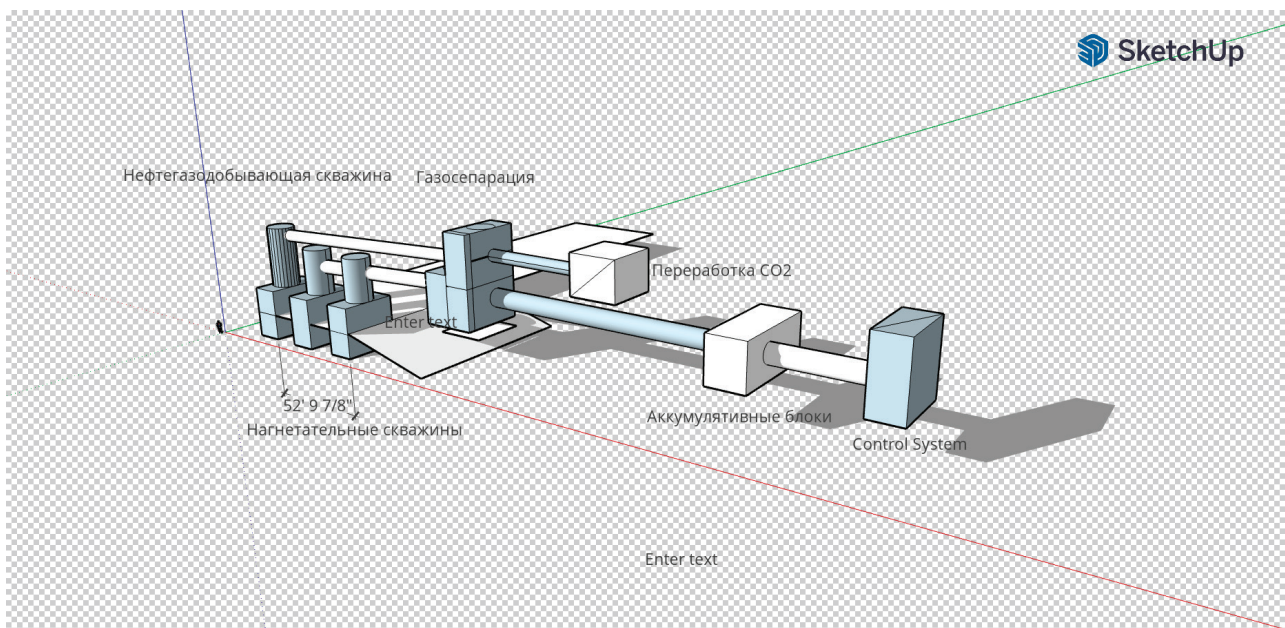 SketchUp
Нефтегазодобывающая скважина
Газосепарация
Переработка CO2
Enter text
52' 9 7/8"
Нагнетательные скважины
Аккумулятивные блоки
Control System
Enter text